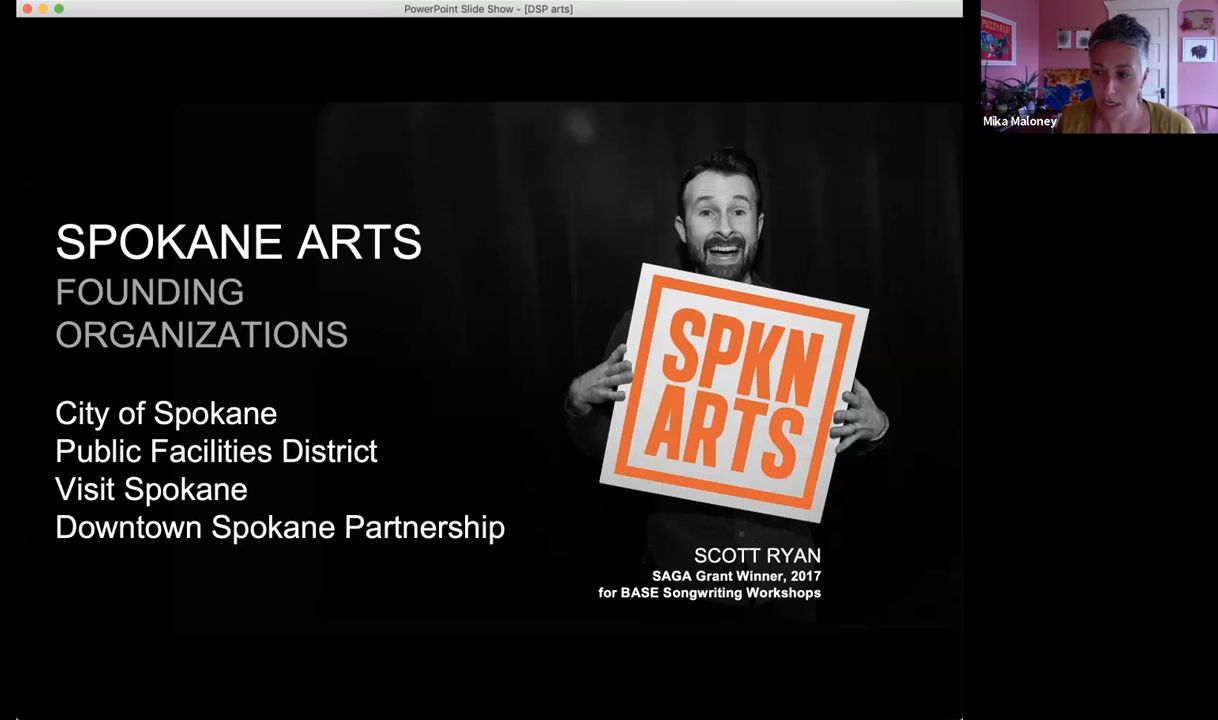 PowerPoint Slide Show - [DSP arts]
Mika Maloney
SPOKANE ARTS
FOUNDING
ORGANIZATIONS
City of Spokane
Public Facilities District
Visit Spokane
Downtown Spokane Partnership
SPKN
ARTS
SCOTT RYAN
SAGA Grant Winner, 2017
for BASE Songwriting Workshops